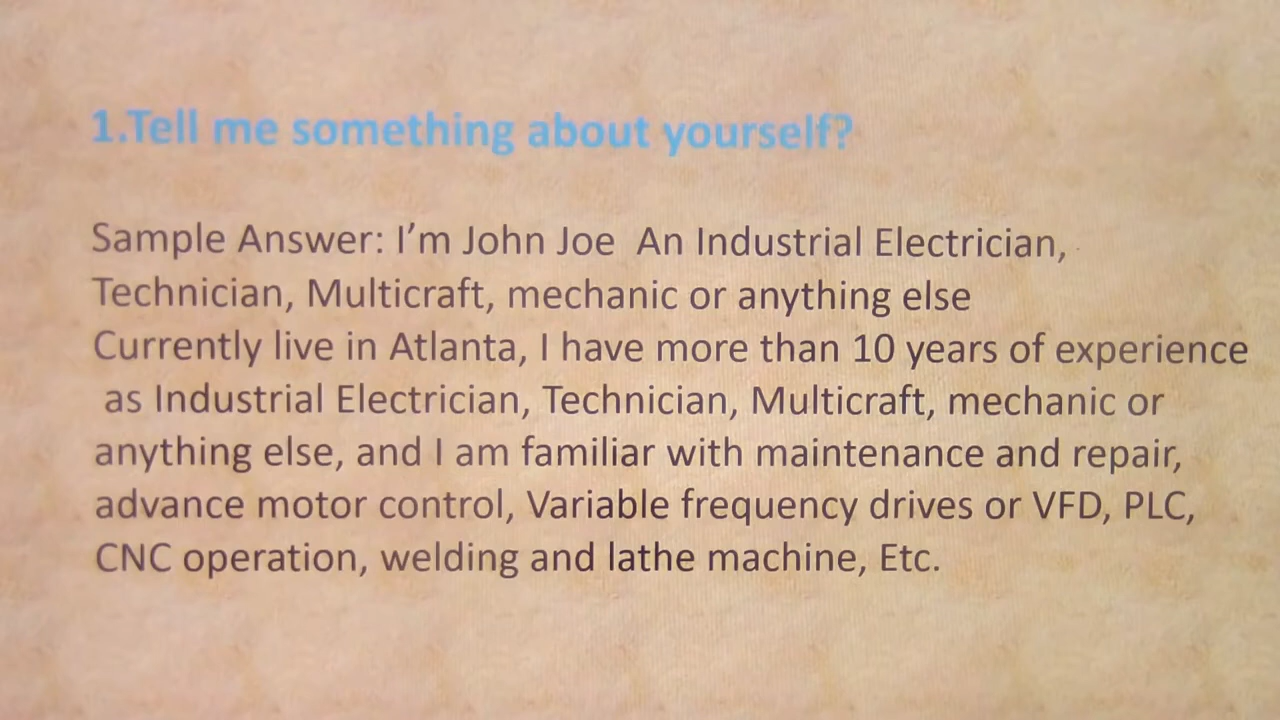 1.Tell me something about yourself?
Sample Answer: I'm John Joe An Industrial Electrician,
Technician, Multicraft, mechanic or anything else
Currently live in Atlanta, I have more than 10 years of experience
as Industrial Electrician, Technician, Multicraft, mechanic or
anything else, and I am familiar with maintenance and repair,
advance motor control, Variable frequency drives or VFD, PLC,
CNC operation, welding and lathe machine, Etc.